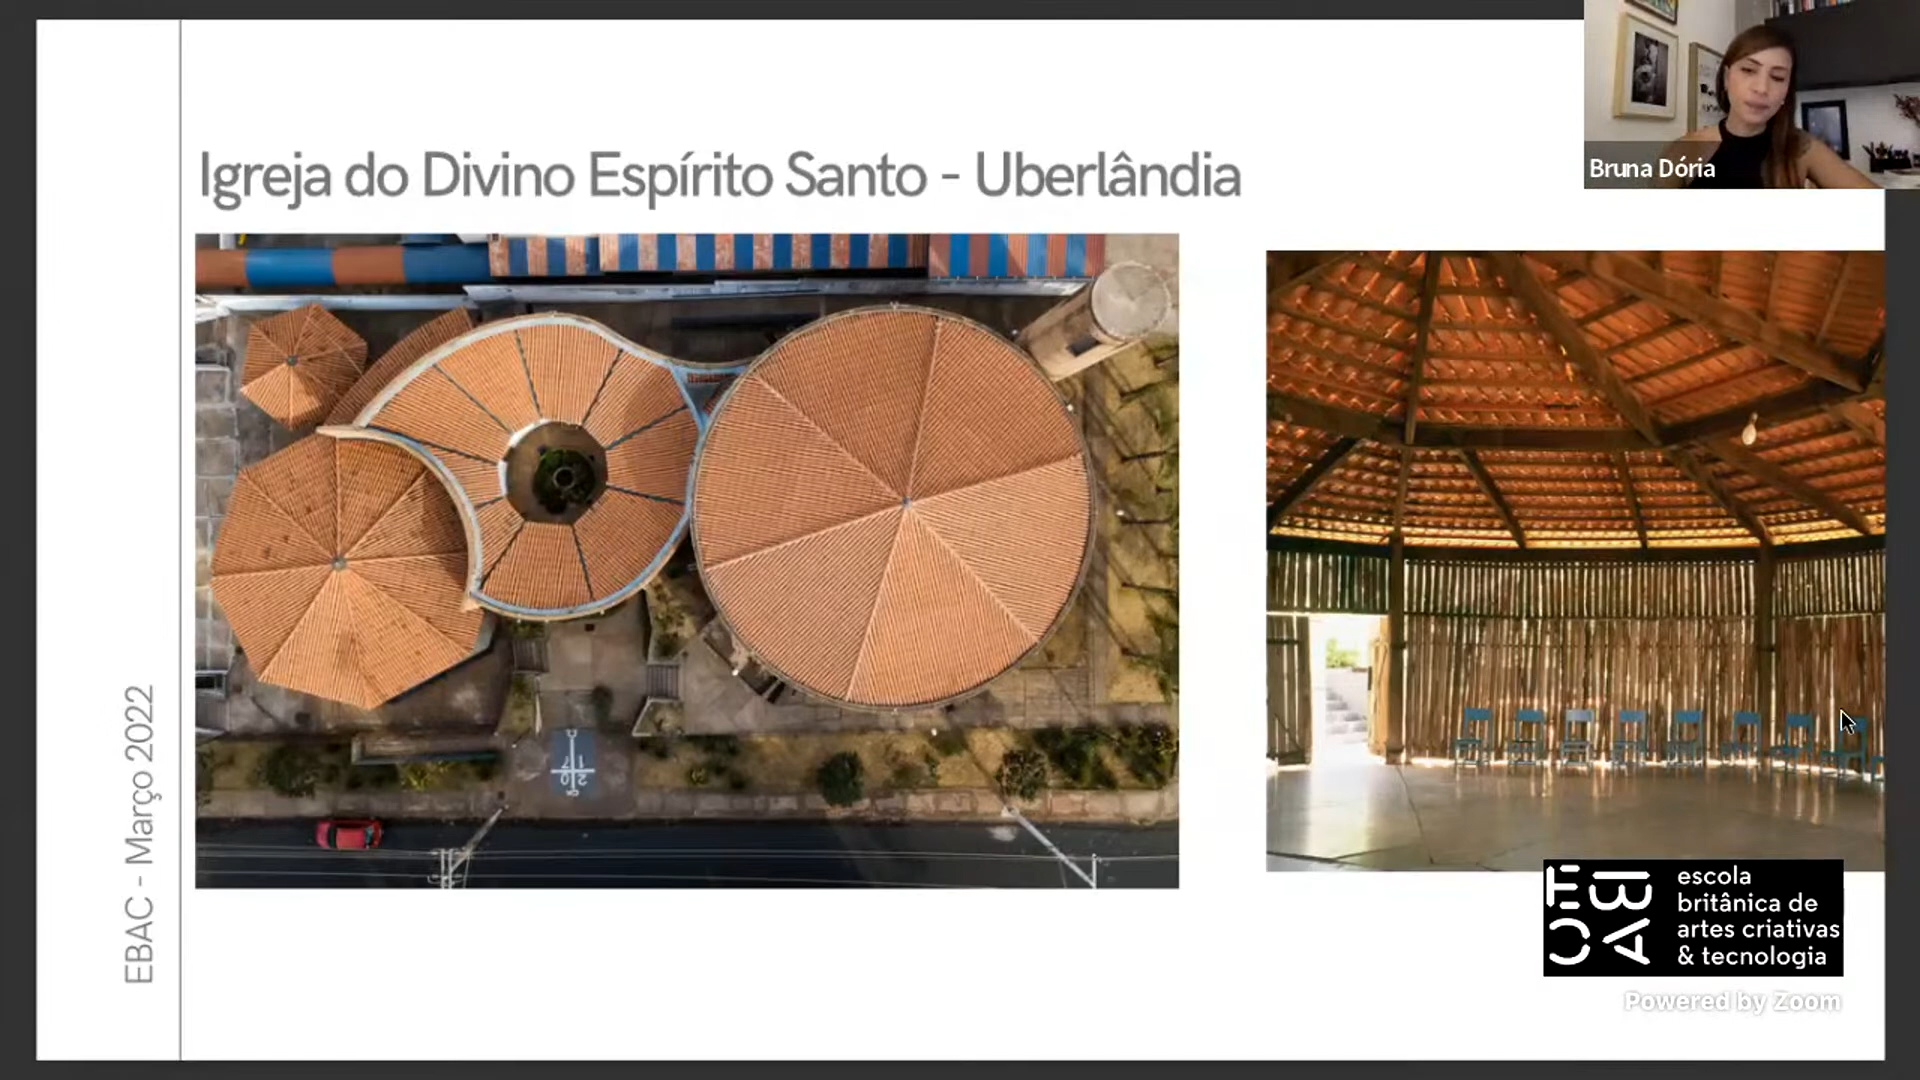 Bruna Dória
Igreja do Divino Espírito Santo - Uberlândia
EBAC - Março 2022
EBAC
escola
britânica de
artes criativas
& tecnologia
Powered by Zoom